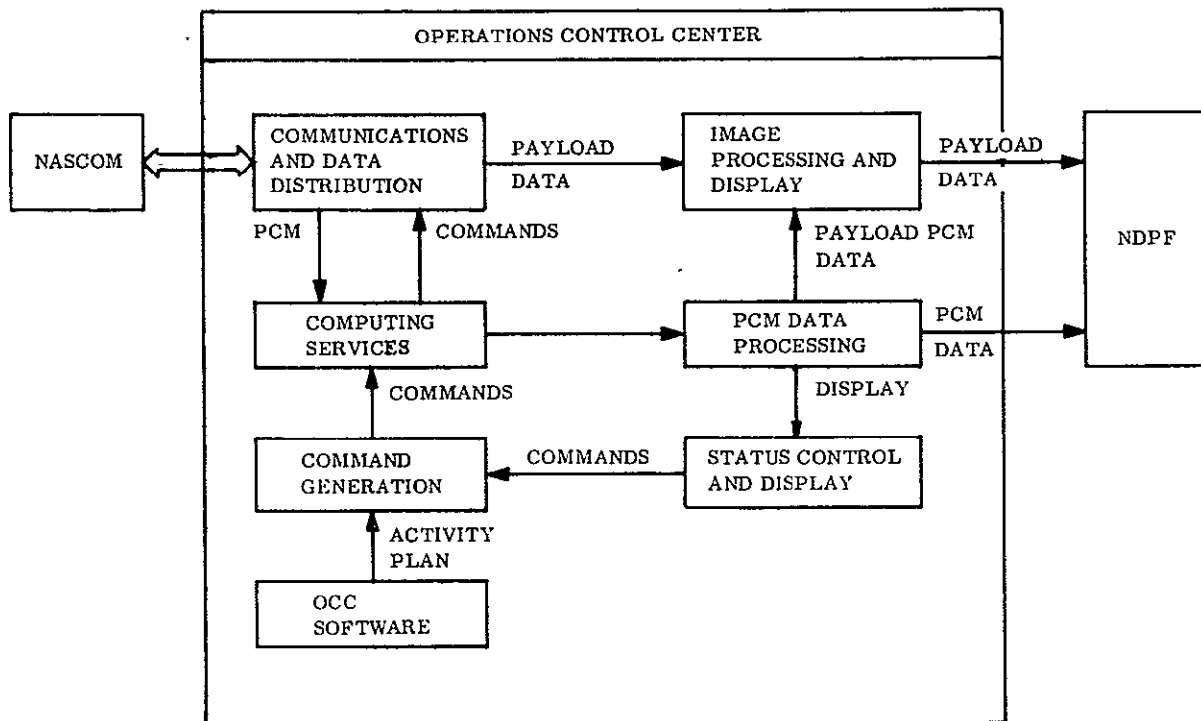 OPERATIONS CONTROL CENTER
NASCOM
COMMUNICATIONS
AND DATA
DISTRIBUTION
PAYLOAD
DATA
IMAGE
PROCESSING AND
DISPLAY
PAYLOAD
DATA
NDPF
PCM
COMMANDS
PAYLOAD PCM
DATA
COMPUTING
SERVICES
PCM DATA
PROCESSING
PCM
DATA
COMMANDS
DISPLAY
COMMAND
GENERATION
COMMANDS
STATUS CONTROL
AND DISPLAY
ACTIVITY
PLAN
OCC
SOFTWARE